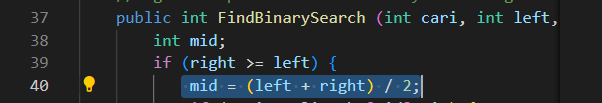 37 public int FindBinarySearch (int cari, int left,
38 int mid;
39 if (right >= left) {
40 mid = (left + right) / 2;